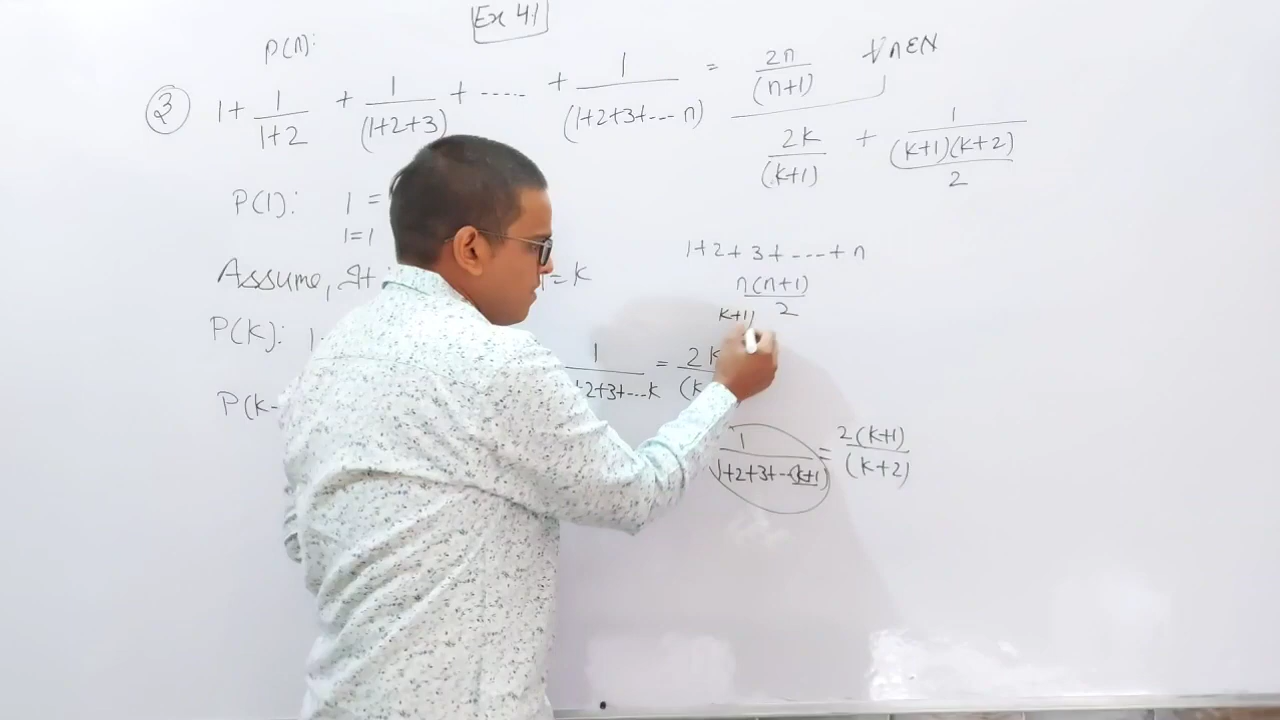 Ex 4.1
P(n):
③ 1 + 1/(1+2) + 1/(1+2+3) + ..... + 1/(1+2+3+...n) = 2n/(n+1) ∀ n∈N
2k/(k+1) + 1/((k+1)(k+2)/2)
P(1): 1 =
1=1
1+2+3+....+n
n(n+1)/2
Assume, It = k
k+1)
P(k): 1 1/(+2+3+...k = 2k/(k
P(k- 1/(1+2+3+...(k+1)) = 2(k+1)/(k+2)